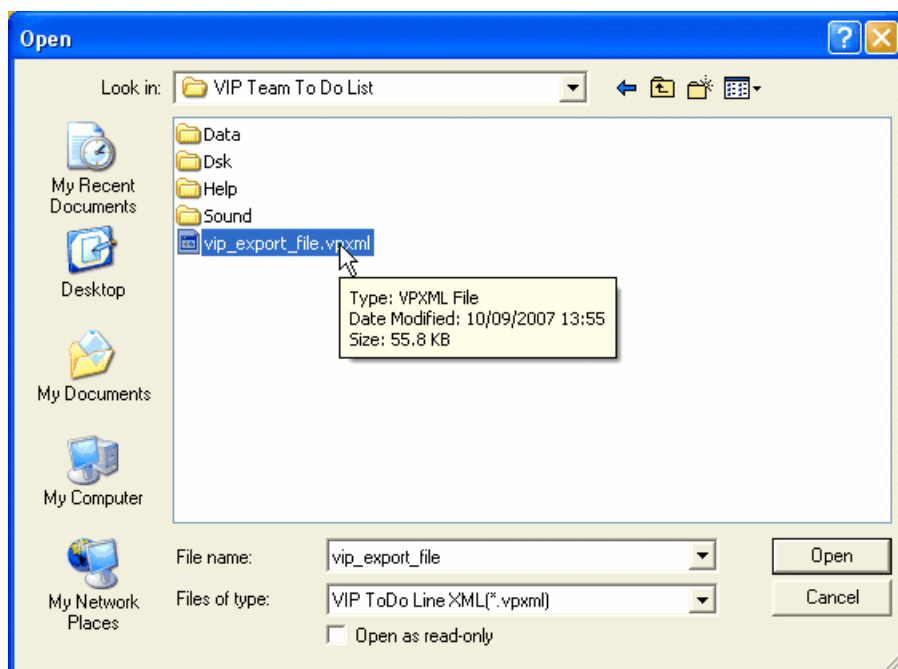 Open
Look in:
VIP Team To Do List
My Recent
Documents
Desktop
My Documents
My Computer
My Network
Places
Data
Dsk
Help
Sound
vip_export_file.vpxml
Type: VPXML File
Date Modified: 10/09/2007 13:55
Size: 55.8 KB
File name:
vip_export_file
Open
Files of type:
VIP ToDo Line XML(*.vpxml)
Cancel
Open as read-only